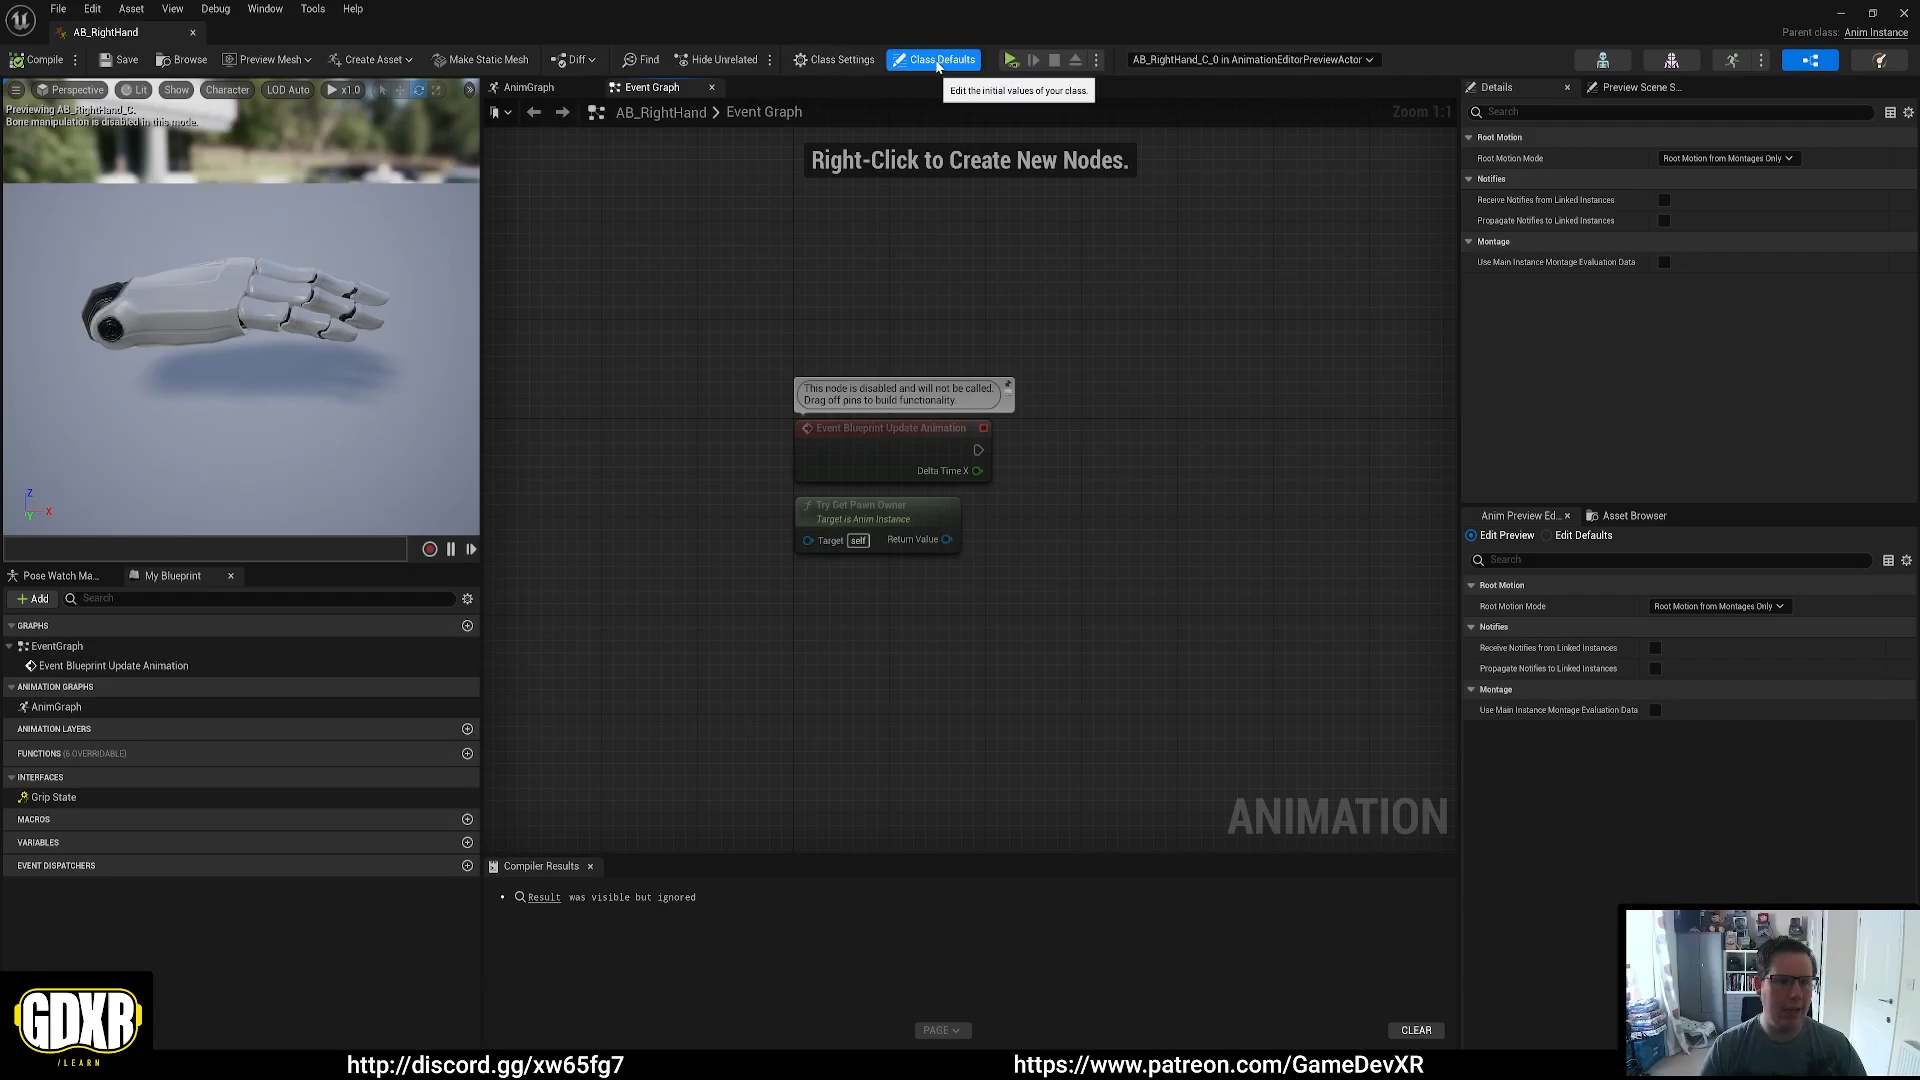 File Edit Asset View Debug Window Tools Help
AB_RightHand
Parent class: Anim Instance
Compile Save Browse Preview Mesh Create Asset Make Static Mesh Diff Find Hide Unrelated Class Settings Class Defaults AB_RightHand_C_0 in AnimationEditorPreviewActor
Edit the initial values of your class.
Perspective Lit Show Character LOD Auto x1.0
Previewing AB_RightHand_C.
Bone manipulation is disabled in this mode.
Z
X
Y
AnimGraph Event Graph
AB_RightHand > Event Graph Zoom 1:1
Right-Click to Create New Nodes.
This node is disabled and will not be called.
Drag off pins to build functionality.
Event Blueprint Update Animation
Delta Time X
Try Get Pawn Owner
Target is Anim Instance
Target self Return Value
ANIMATION
Pose Watch Ma... My Blueprint
Add Search
GRAPHS
EventGraph
Event Blueprint Update Animation
ANIMATION GRAPHS
AnimGraph
ANIMATION LAYERS
FUNCTIONS (6 OVERRIDABLE)
INTERFACES
Grip State
MACROS
VARIABLES
EVENT DISPATCHERS
Compiler Results
Result was visible but ignored
PAGE CLEAR
Details Preview Scene S...
Search
Root Motion
Root Motion Mode Root Motion from Montages Only
Notifies
Receive Notifies from Linked Instances
Propagate Notifies to Linked Instances
Montage
Use Main Instance Montage Evaluation Data
Anim Preview Ed... Asset Browser
Edit Preview Edit Defaults
Search
Root Motion
Root Motion Mode Root Motion from Montages Only
Notifies
Receive Notifies from Linked Instances
Propagate Notifies to Linked Instances
Montage
Use Main Instance Montage Evaluation Data
GDXR
/LEARN
http://discord.gg/xw65fg7 https://www.patreon.com/GameDevXR